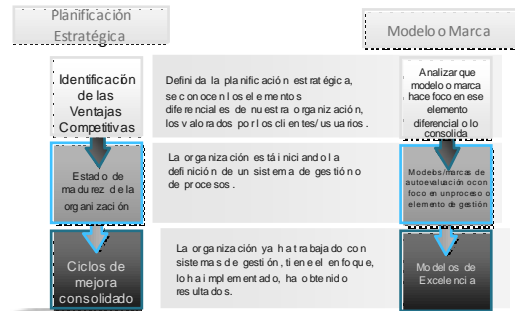 Planificación
Estratégica
Modelo o Marca
Identificación
de las
Ventajas
Competitivas
Definida la planificación estratégica,
se conocen los elementos
diferenciales de nuestra organización,
los valorados por los clientes/usuarios.
Analizar que
modelo o marca
hace foco en ese
elemento
diferencial o lo
consolida
Estado de
madurez de la
organización
La organización está iniciando la
definición de un sistema de gestión o
de procesos.
Modelos/marcas de
autoevaluación o con
foco en un proceso o
elemento de gestión
Ciclos de
mejora
consolidado
La organización ya ha trabajado con
sistemas de gestión, tiene el enfoque,
lo ha implementado, ha obtenido
resultados.
Modelos de
Excelencia